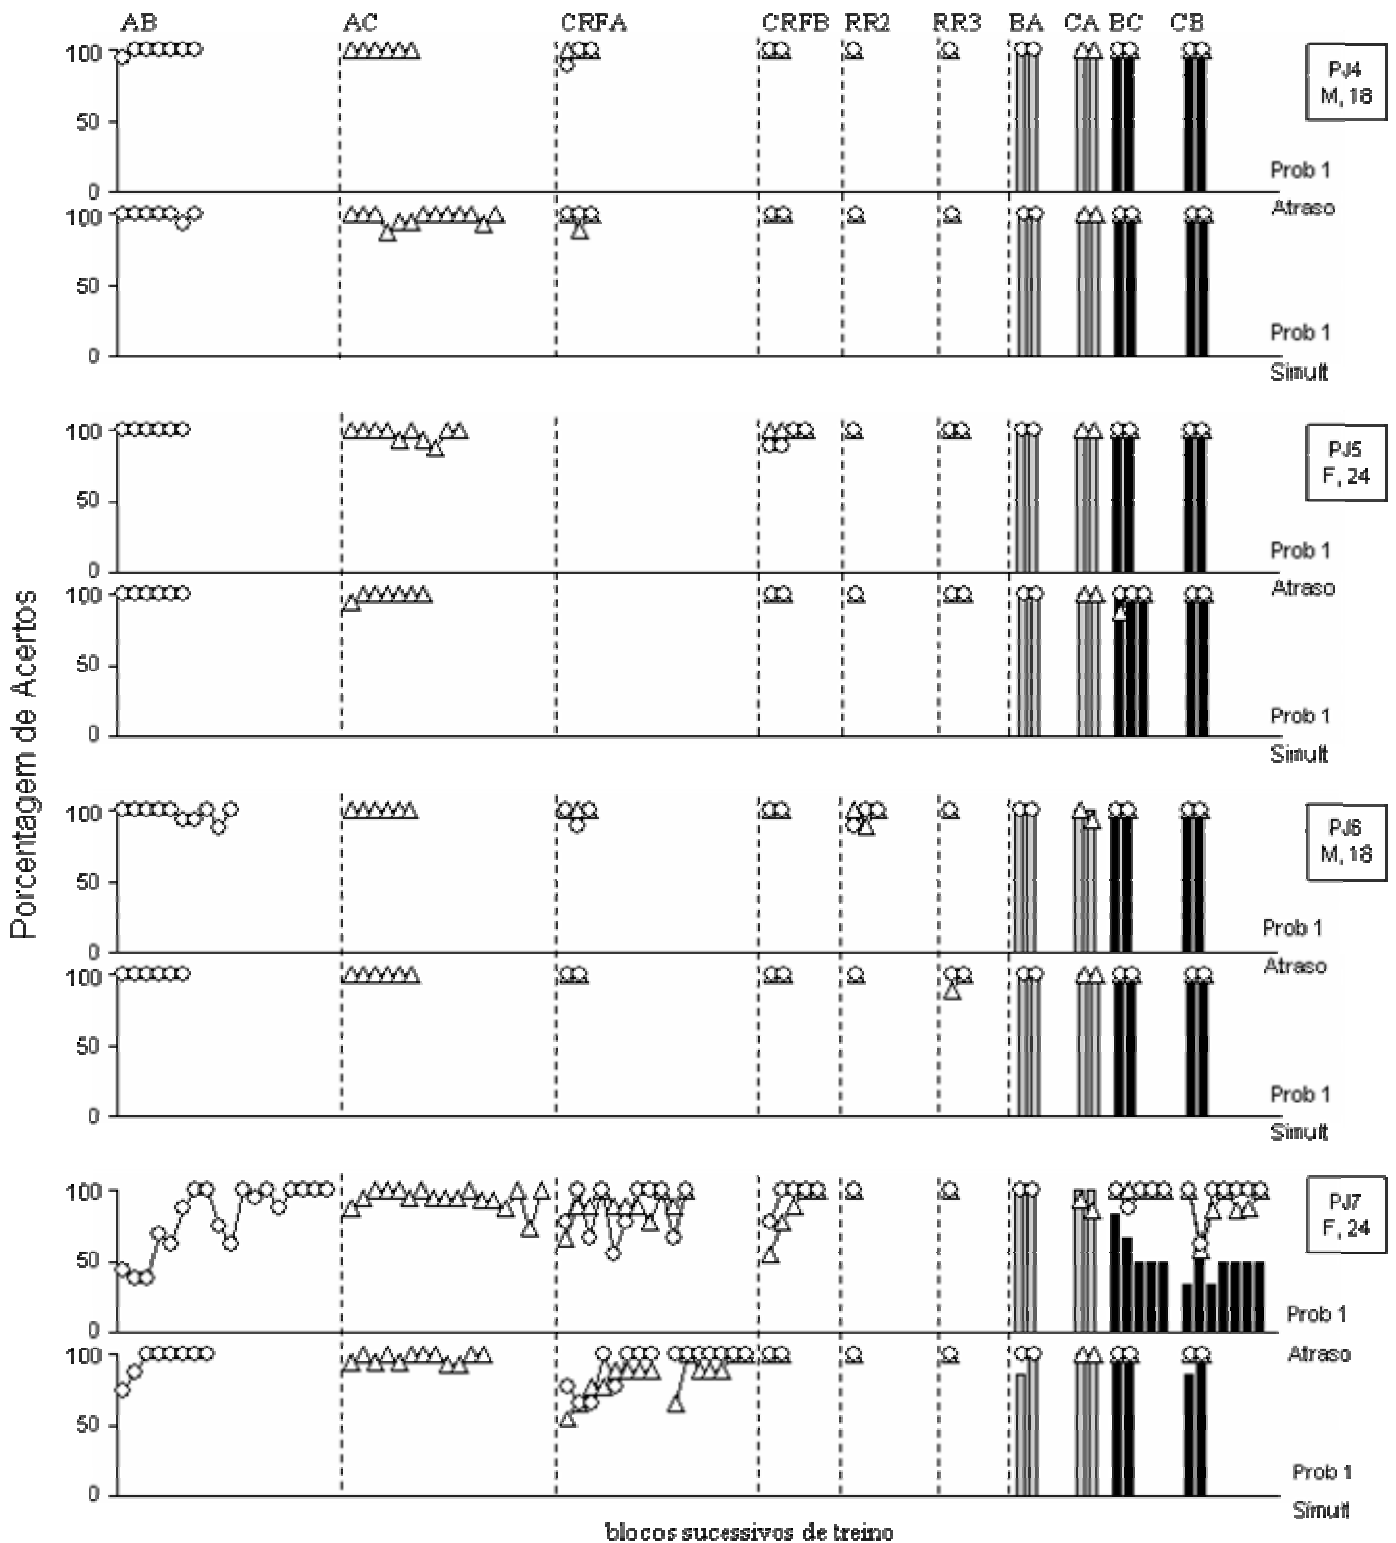 AB AC CRFA CRFB RR2 RR3 BA CA BC CB
100
50
0
PJ4
M, 18
Prob 1
Atraso
100
50
0
Prob 1
Simult
100
50
0
PJ5
F, 24
Prob 1
Atraso
100
50
0
Prob 1
Simult
Porcentagem de Acertos
100
50
0
PJ6
M, 18
Prob 1
Atraso
100
50
0
Prob 1
Simult
100
50
0
PJ7
F, 24
Prob 1
Atraso
100
50
0
Prob 1
Simult
blocos sucessivos de treino